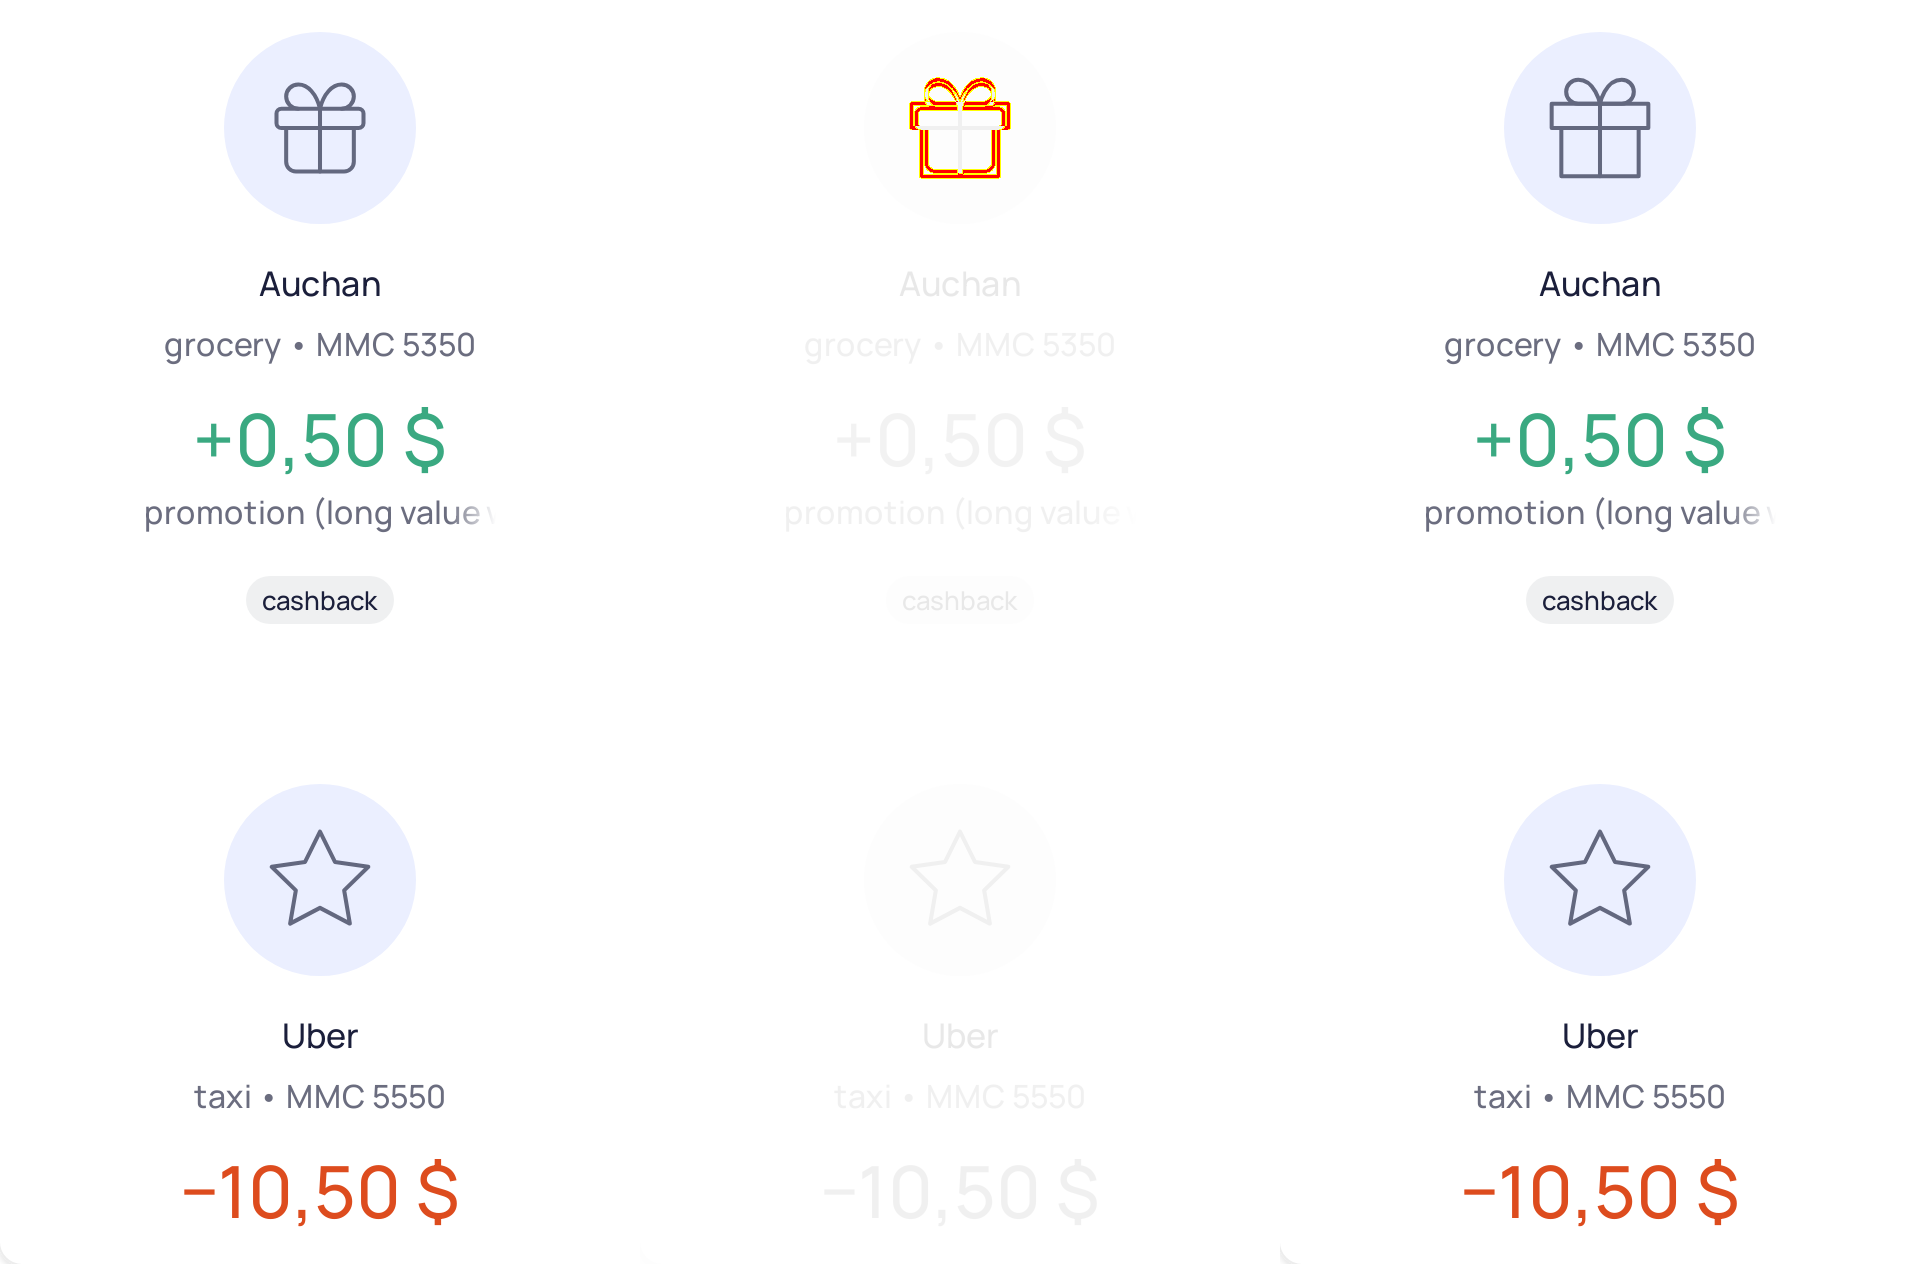 Auchan
grocery • MMC 5350
+0,50 $
promotion (long value
cashback
Uber
taxi • MMC 5550
−10,50 $
Auchan
grocery • MMC 5350
+0,50 $
promotion (long value
cashback
Uber
taxi • MMC 5550
−10,50 $
Auchan
grocery • MMC 5350
+0,50 $
promotion (long value
cashback
Uber
taxi • MMC 5550
−10,50 $